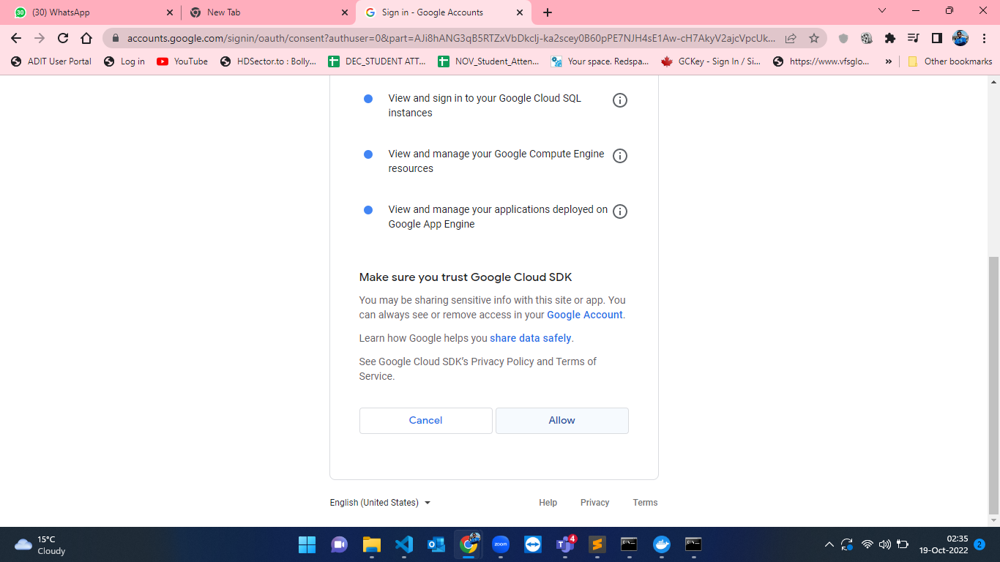 (30) WhatsApp
New Tab
Sign in - Google Accounts
accounts.google.com/signin/oauth/consent?authuser=0&part=AJi8hANG3qB5RTZxVbDkclj-ka2scey0B60pPE7NJH4sE1Aw-cH7AkyV2ajcVpcUk...
ADIT User Portal
Log in
YouTube
HDSector.to : Bolly...
DEC_STUDENT ATT...
NOV_Student_Atten...
Your space. Redspa...
GCKey - Sign In / Si...
https://www.vfsglo...
»
Other bookmarks
View and sign in to your Google Cloud SQL
instances
View and manage your Google Compute Engine
resources
View and manage your applications deployed on
Google App Engine
Make sure you trust Google Cloud SDK
You may be sharing sensitive info with this site or app. You
can always see or remove access in your Google Account.
Learn how Google helps you share data safely.
See Google Cloud SDK’s Privacy Policy and Terms of
Service.
Cancel
Allow
English (United States)
Help
Privacy
Terms
15°C
Cloudy
zoom
4
02:35
19-Oct-2022
2